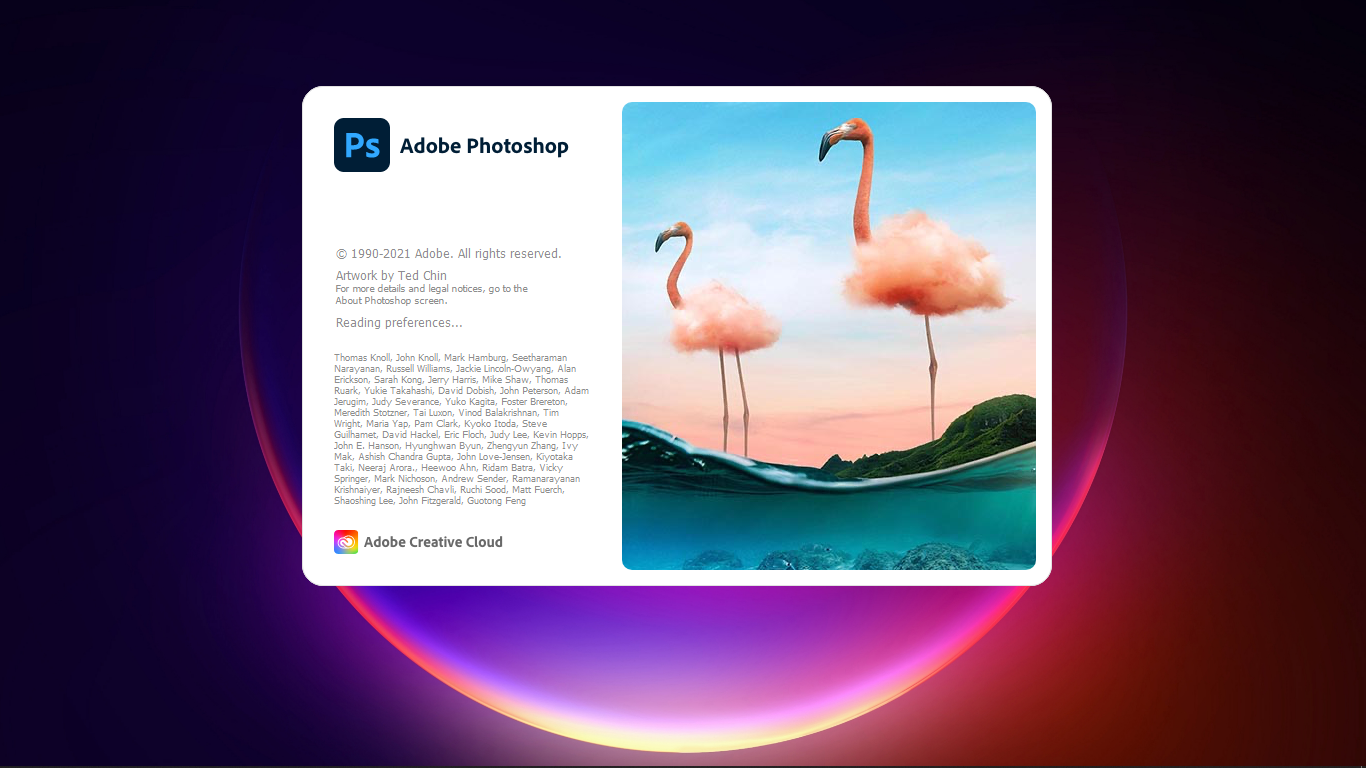 Ps Adobe Photoshop
© 1990-2021 Adobe. All rights reserved.
Artwork by Ted Chin
For more details and legal notices, go to the
About Photoshop screen.
Reading preferences...
Thomas Knoll, John Knoll, Mark Hamburg, Seetharaman
Narayanan, Russell Williams, Jackie Lincoln-Owyang, Alan
Erickson, Sarah Kong, Jerry Harris, Mike Shaw, Thomas
Ruark, Yukie Takahashi, David Dobish, John Peterson, Adam
Jerugim, Judy Severance, Yuko Kagita, Foster Brereton,
Meredith Stotzner, Tai Luxon, Vinod Balakrishnan, Tim
Wright, Maria Yap, Pam Clark, Kyoko Itoda, Steve
Guilhamet, David Hackel, Eric Floch, Judy Lee, Kevin Hopps,
John E. Hanson, Hyunghwan Byun, Zhengyun Zhang, Ivy
Mak, Ashish Chandra Gupta, John Love-Jensen, Kiyotaka
Taki, Neeraj Arora., Heewoo Ahn, Ridam Batra, Vicky
Springer, Mark Nichoson, Andrew Sender, Ramanarayanan
Krishnaiyer, Rajneesh Chavli, Ruchi Sood, Matt Fuerch,
Shaoshing Lee, John Fitzgerald, Guotong Feng
Adobe Creative Cloud